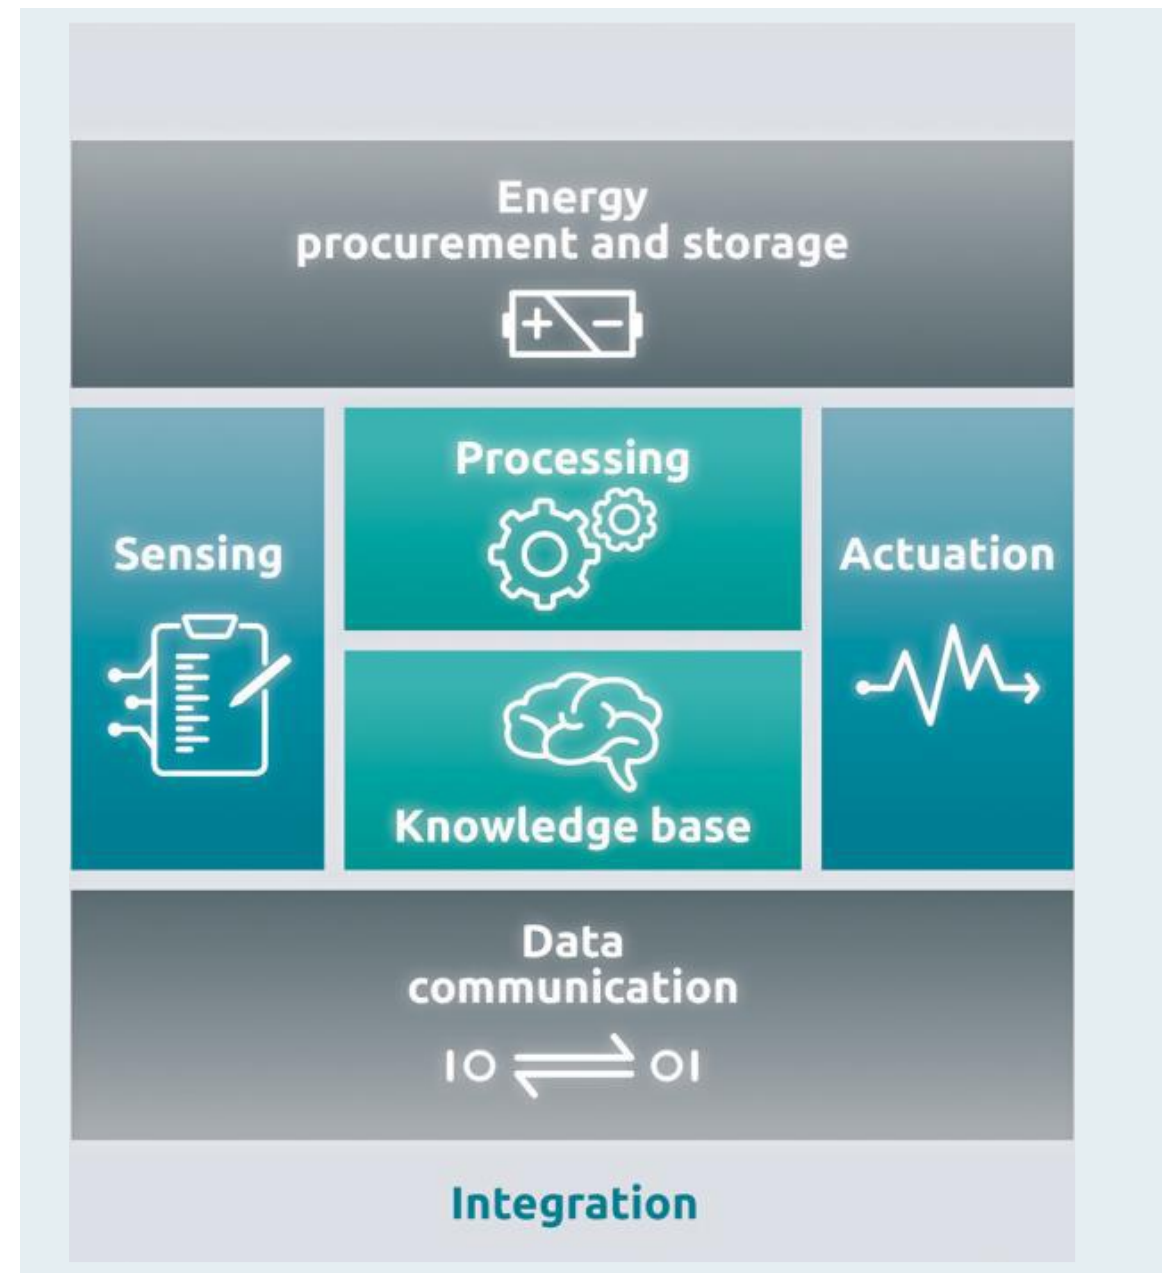 Energy
procurement and storage
Processing
Sensing
Actuation
Knowledge base
Data
communication
IO OI
Integration